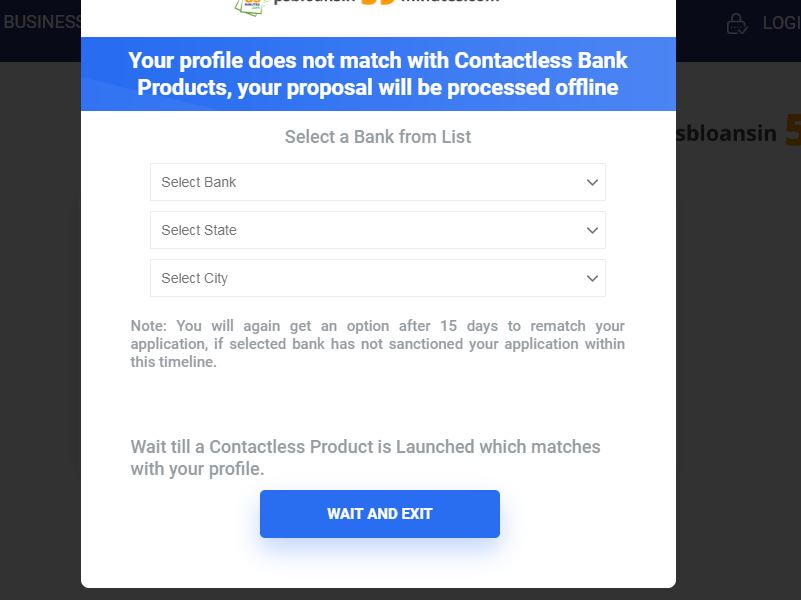 psbloansin 59 minutes.com
BUSINESS
LOGI
Your profile does not match with Contactless Bank
Products, your proposal will be processed offline
Select a Bank from List
sbloansin 5
Select Bank
Select State
Select City
Note: You will again get an option after 15 days to rematch your
application, if selected bank has not sanctioned your application within
this timeline.
Wait till a Contactless Product is Launched which matches
with your profile.
WAIT AND EXIT